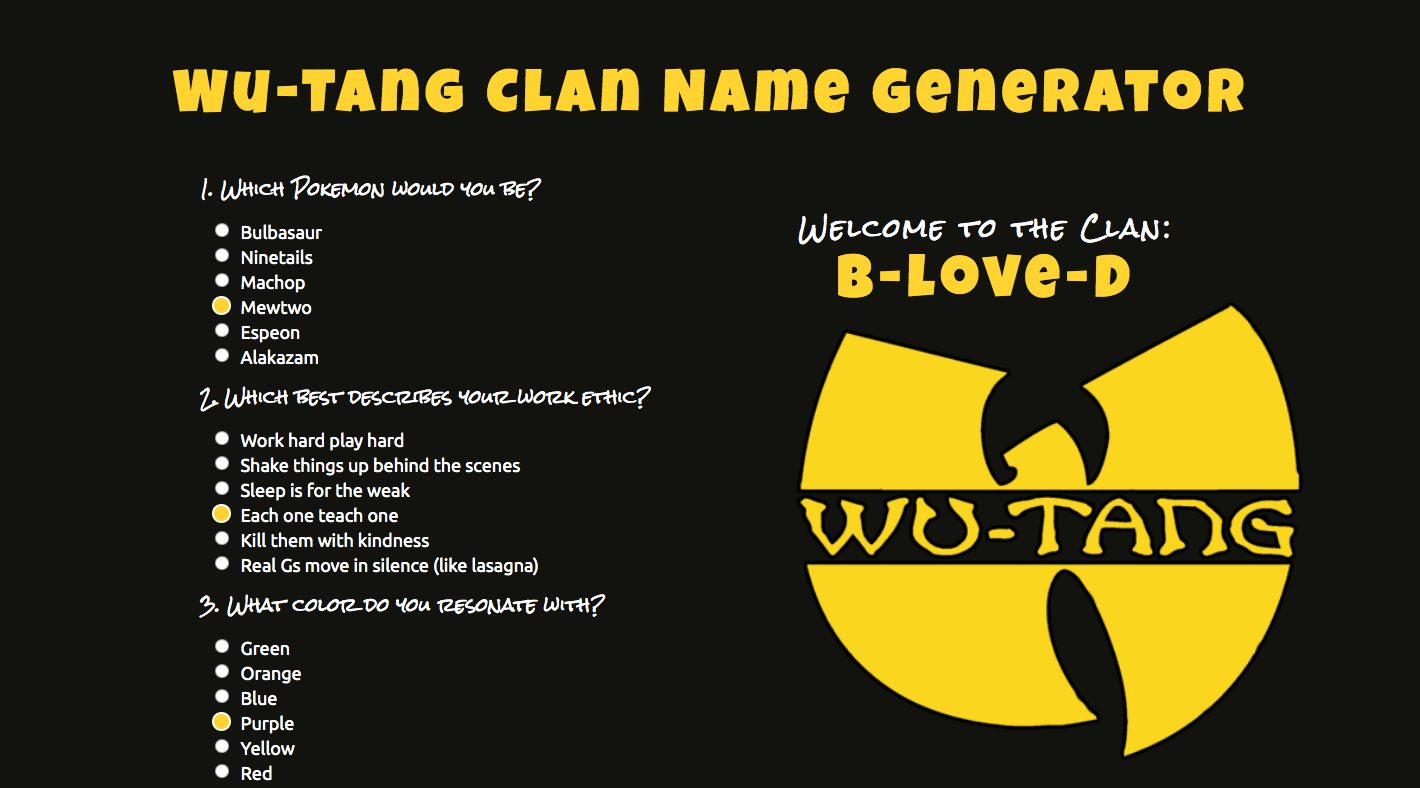 Wu-Tang Clan Name Generator
1. Which Pokemon would you be?
Bulbasaur
Ninetails
Machop
Mewtwo
Espeon
Alakazam
2. Which best describes your work ethic?
Work hard play hard
Shake things up behind the scenes
Sleep is for the weak
Each one teach one
Kill them with kindness
Real Gs move in silence (like lasagna)
3. What color do you resonate with?
Green
Orange
Blue
Purple
Yellow
Red
Welcome to the Clan:
B-Love-D
WU-TANG